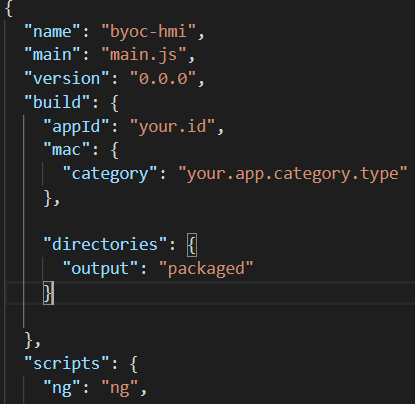 {
"name": "byoc-hmi",
"main": "main.js",
"version": "0.0.0",
"build": {
"appId": "your.id",
"mac": {
"category": "your.app.category.type"
},
"directories": {
"output": "packaged"
}
},
"scripts": {
"ng": "ng",